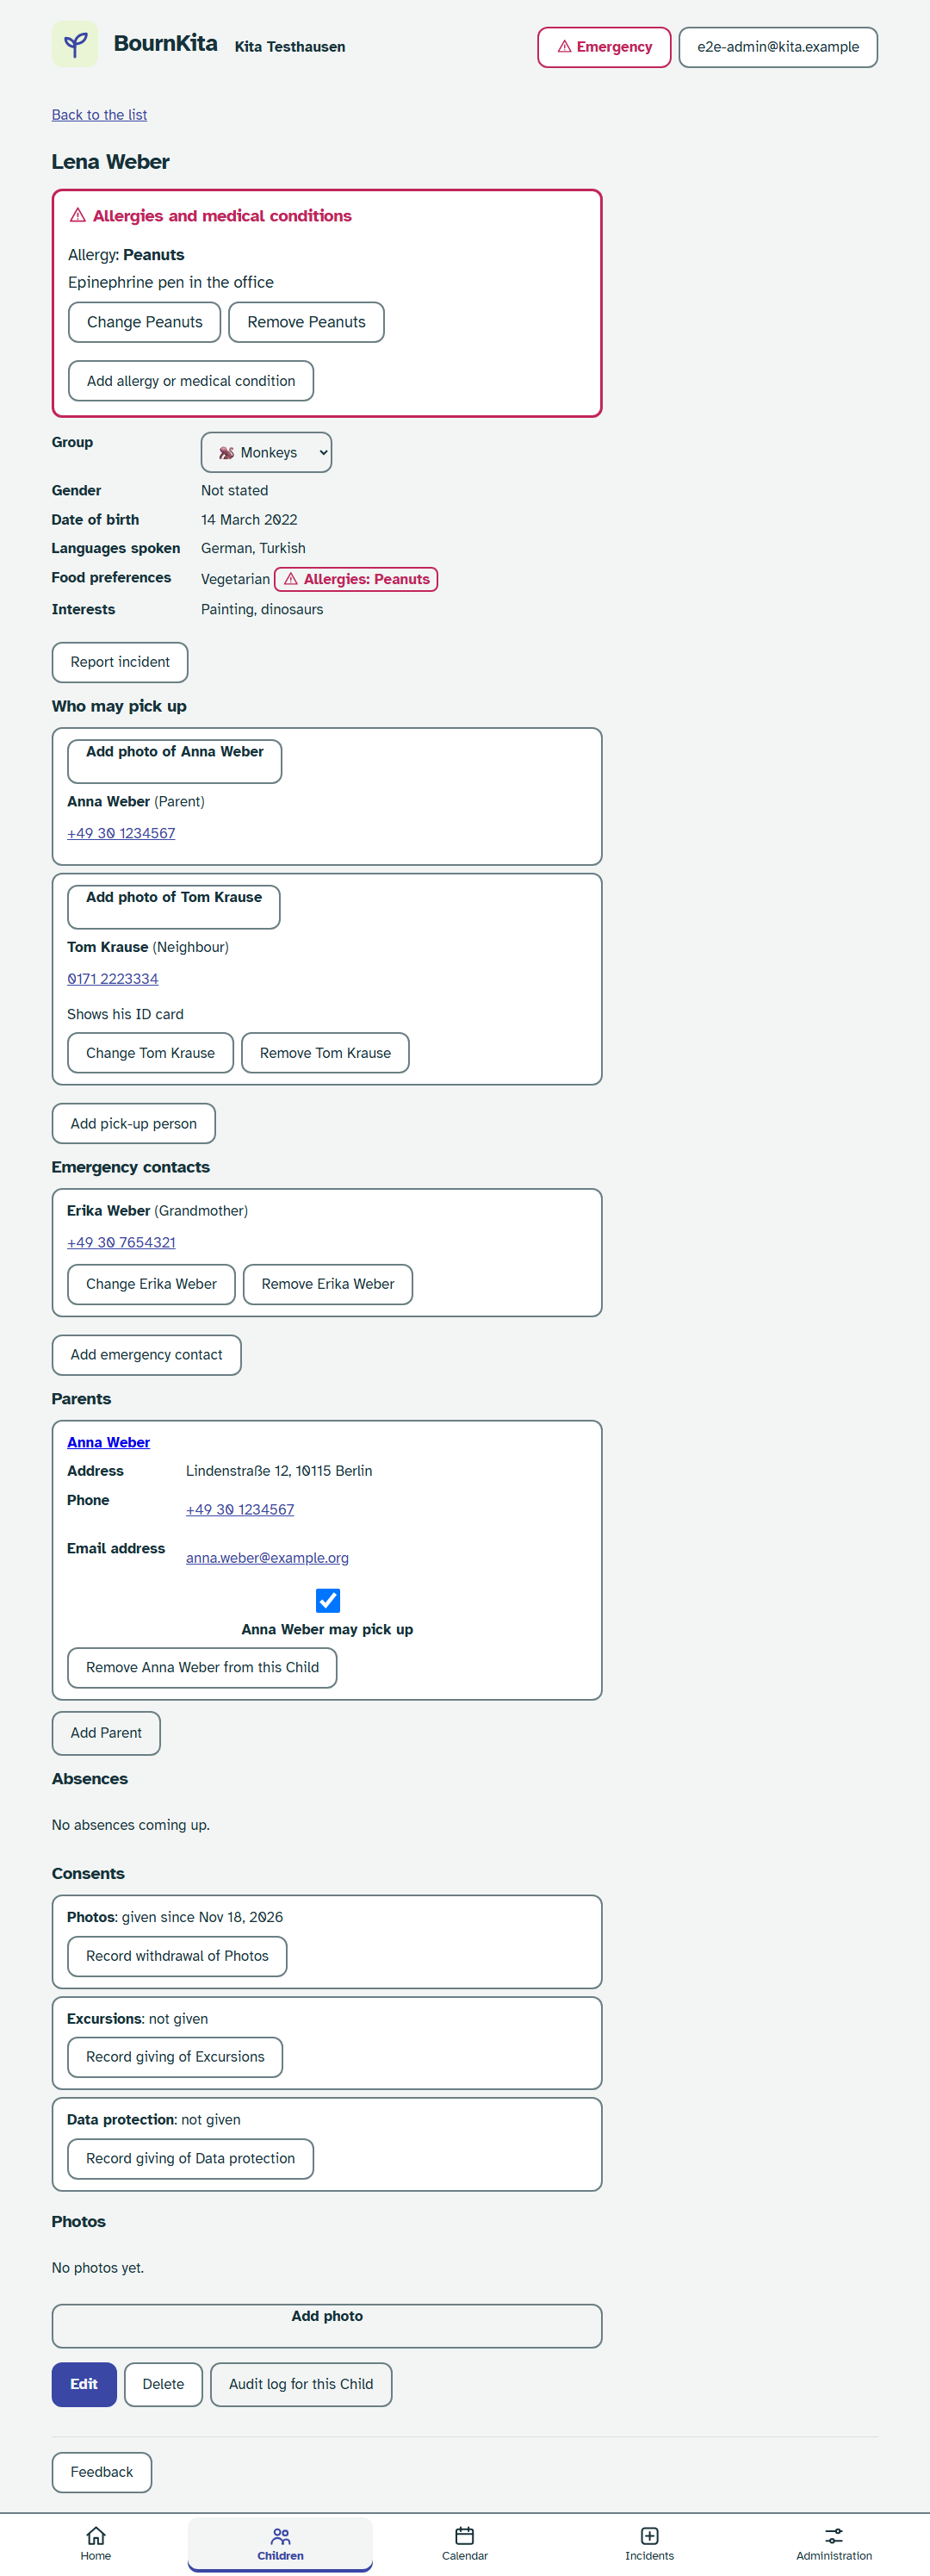 BournKita Kita Testhausen Emergency e2e-admin@kita.example
Back to the list
Lena Weber
Allergies and medical conditions
Allergy: Peanuts
Epinephrine pen in the office
Change Peanuts Remove Peanuts
Add allergy or medical condition
Group Monkeys
Gender Not stated
Date of birth 14 March 2022
Languages spoken German, Turkish
Food preferences Vegetarian Allergies: Peanuts
Interests Painting, dinosaurs
Report incident
Who may pick up
Add photo of Anna Weber
Anna Weber (Parent)
+49 30 1234567
Add photo of Tom Krause
Tom Krause (Neighbour)
0171 2223334
Shows his ID card
Change Tom Krause Remove Tom Krause
Add pick-up person
Emergency contacts
Erika Weber (Grandmother)
+49 30 7654321
Change Erika Weber Remove Erika Weber
Add emergency contact
Parents
Anna Weber
Address Lindenstraße 12, 10115 Berlin
Phone +49 30 1234567
Email address anna.weber@example.org
Anna Weber may pick up
Remove Anna Weber from this Child
Add Parent
Absences
No absences coming up.
Consents
Photos: given since Nov 18, 2026
Record withdrawal of Photos
Excursions: not given
Record giving of Excursions
Data protection: not given
Record giving of Data protection
Photos
No photos yet.
Add photo
Edit Delete Audit log for this Child
Feedback
Home Children Calendar Incidents Administration